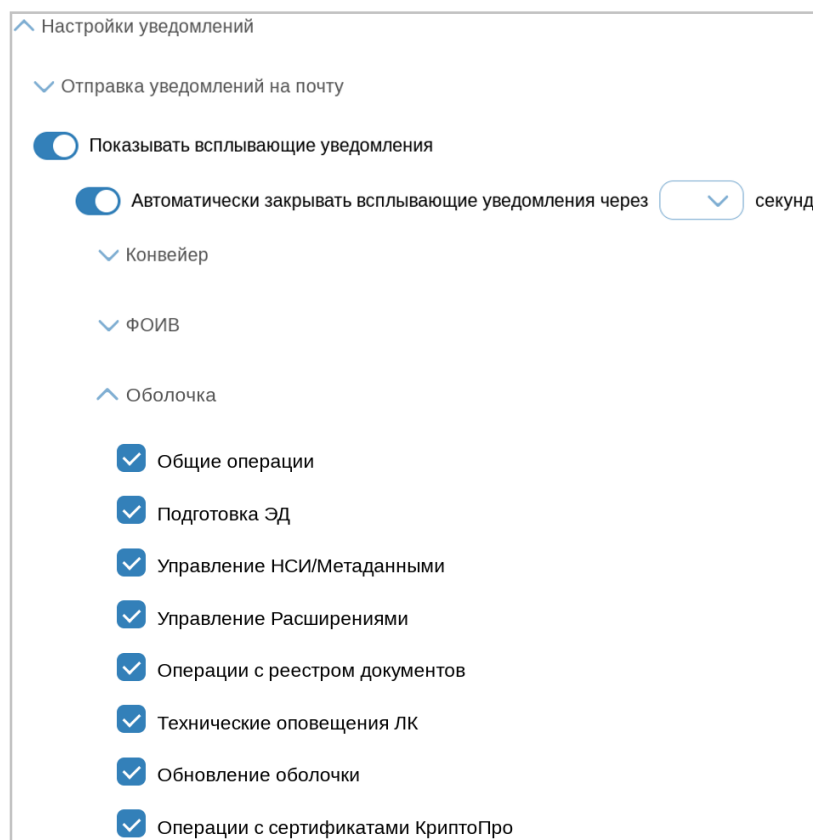 Настройки уведомлений
Отправка уведомлений на почту
Показывать всплывающие уведомления
Автоматически закрывать всплывающие уведомления через секунд
Конвейер
ФОИВ
Оболочка
Общие операции
Подготовка ЭД
Управление НСИ/Метаданными
Управление Расширениями
Операции с реестром документов
Технические оповещения ЛК
Обновление оболочки
Операции с сертификатами КриптоПро